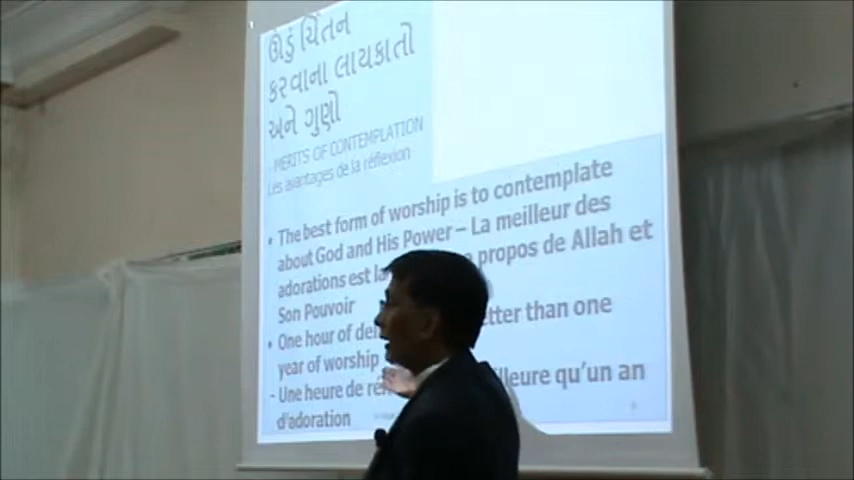 ઊડું ચિંતન
કરવાના લાયકાતો
અને ગુણો
MERITS OF CONTEMPLATION
Les avantages de la réflexion
• The best form of worship is to contemplate
about God and His Power – La meilleur des
adorations est la propos de Allah et
Son Pouvoir
• One hour of better than one
year of worship
- Une heure de qu’un an
d’adoration